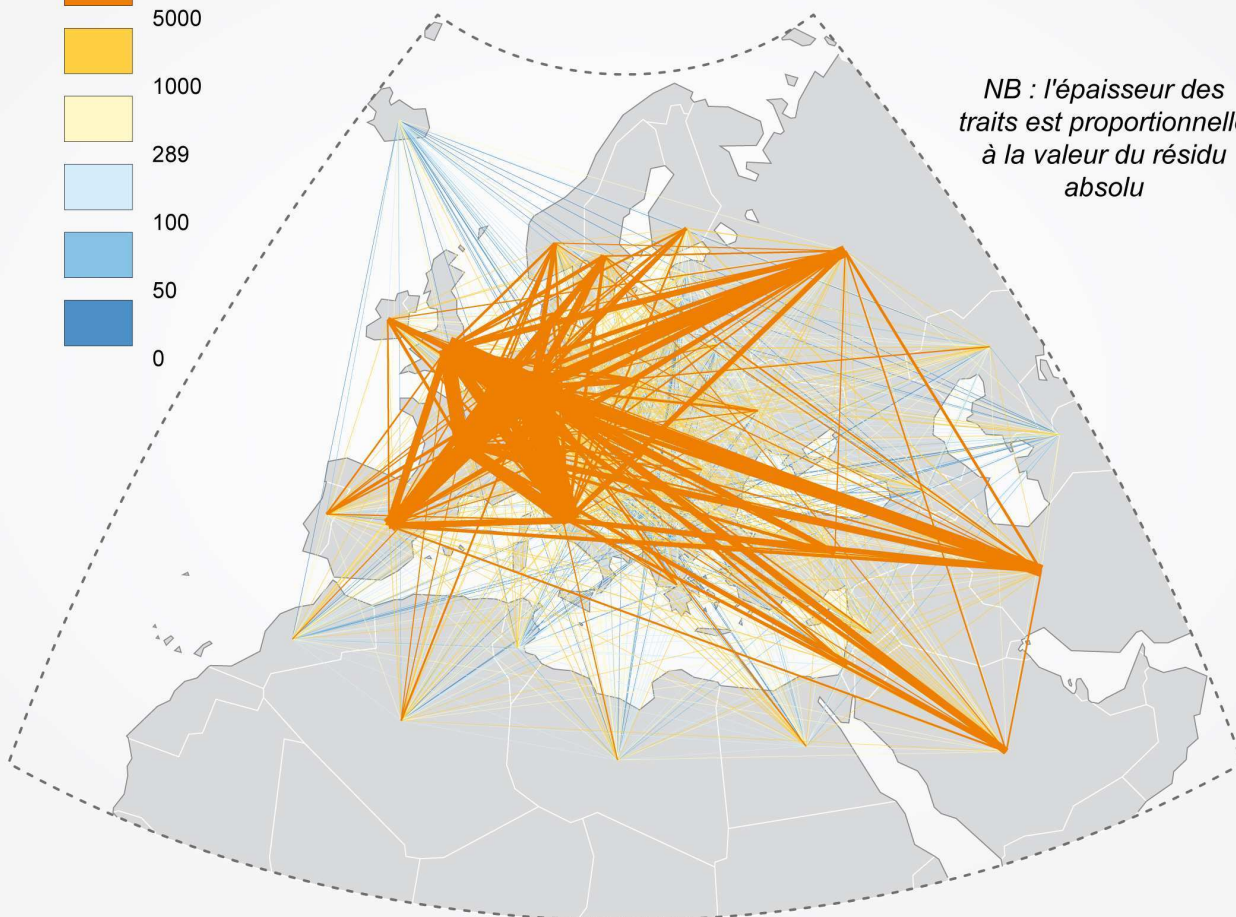 5000
1000
289
100
50
0
NB : l'épaisseur des
traits est proportionnelle
à la valeur du résidu
absolu